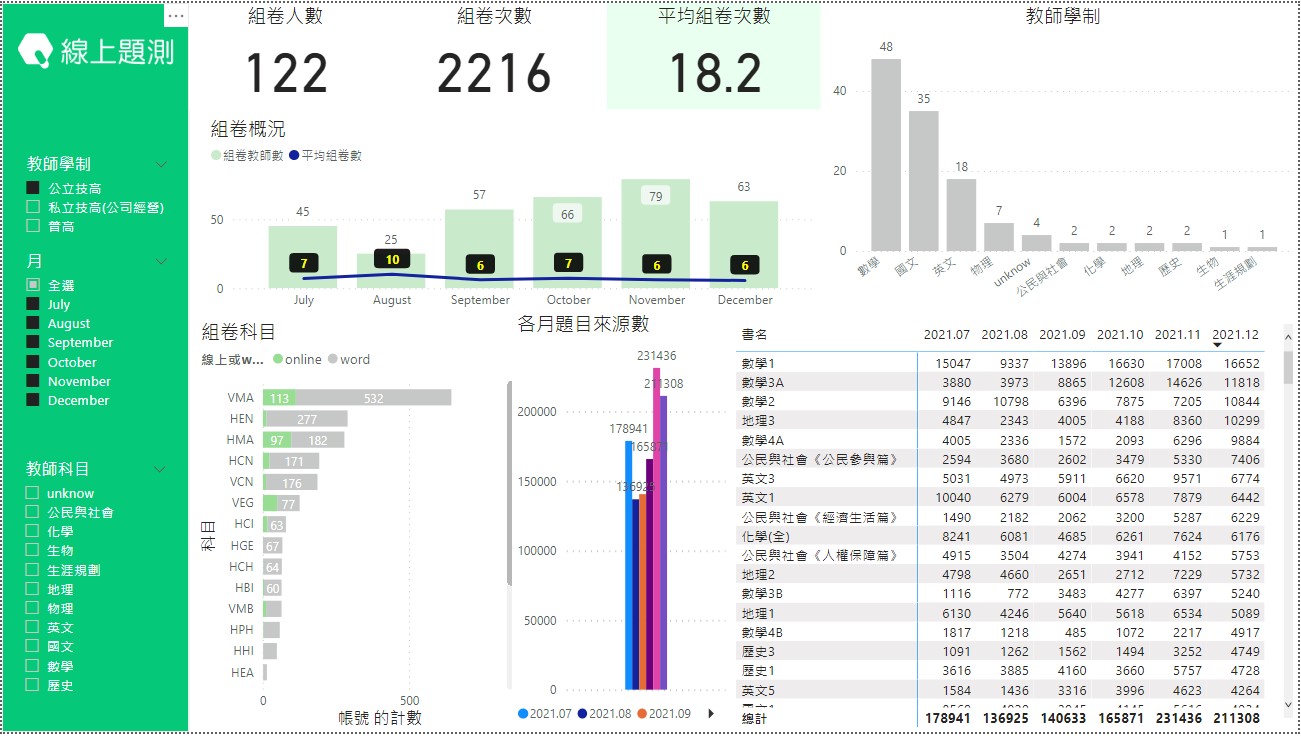 線上題測
教師學制
公立技高
私立技高(公司經營)
普高
月
全選
July
August
September
October
November
December
教師科目
unknow
公民與社會
化學
生物
生涯規劃
地理
物理
英文
國文
數學
歷史
組卷人數
122
組卷次數
2216
平均組卷次數
18.2
組卷概況
組卷教師數 平均組卷數
50
0
45 25 57 66 79 63
7 10 6 7 6 6
July August September October November December
教師學制
40
20
0
48 35 18 7 4 2 2 2 2 1 1
數學 國文 英文 物理 unknow 公民與社會 化學 地理 歷史 生物 生涯規劃
組卷科目
線上或w... online word
科目
VMA 113 532
HEN 277
HMA 97 182
HCN 171
VCN 176
VEG 77
HCI 63
HGE 67
HCH 64
HBI 60
VMB
HPH
HHI
HEA
0 500
帳號 的計數
各月題目來源數
231436
211308
200000
178941
165871
150000
136925
100000
50000
0
2021.07 2021.08 2021.09
書名 2021.07 2021.08 2021.09 2021.10 2021.11 2021.12
數學1 15047 9337 13896 16630 17008 16652
數學3A 3880 3973 8865 12608 14626 11818
數學2 9146 10798 6396 7875 7205 10844
地理3 4847 2343 4005 4188 8360 10299
數學4A 4005 2336 1572 2093 6296 9884
公民與社會《公民參與篇》 2594 3680 2602 3479 5330 7406
英文3 5031 4973 5911 6620 9571 6774
英文1 10040 6279 6004 6578 7879 6442
公民與社會《經濟生活篇》 1490 2182 2062 3200 5287 6229
化學(全) 8241 6081 4685 6261 7624 6176
公民與社會《人權保障篇》 4915 3504 4274 3941 4152 5753
地理2 4798 4660 2651 2712 7229 5732
數學3B 1116 772 3483 4277 6397 5240
地理1 6130 4246 5640 5618 6534 5089
數學4B 1817 1218 485 1072 2217 4917
歷史3 1091 1262 1562 1494 3252 4749
歷史1 3616 3885 4160 3660 5757 4728
英文5 1584 1436 3316 3996 4623 4264
總計 178941 136925 140633 165871 231436 211308